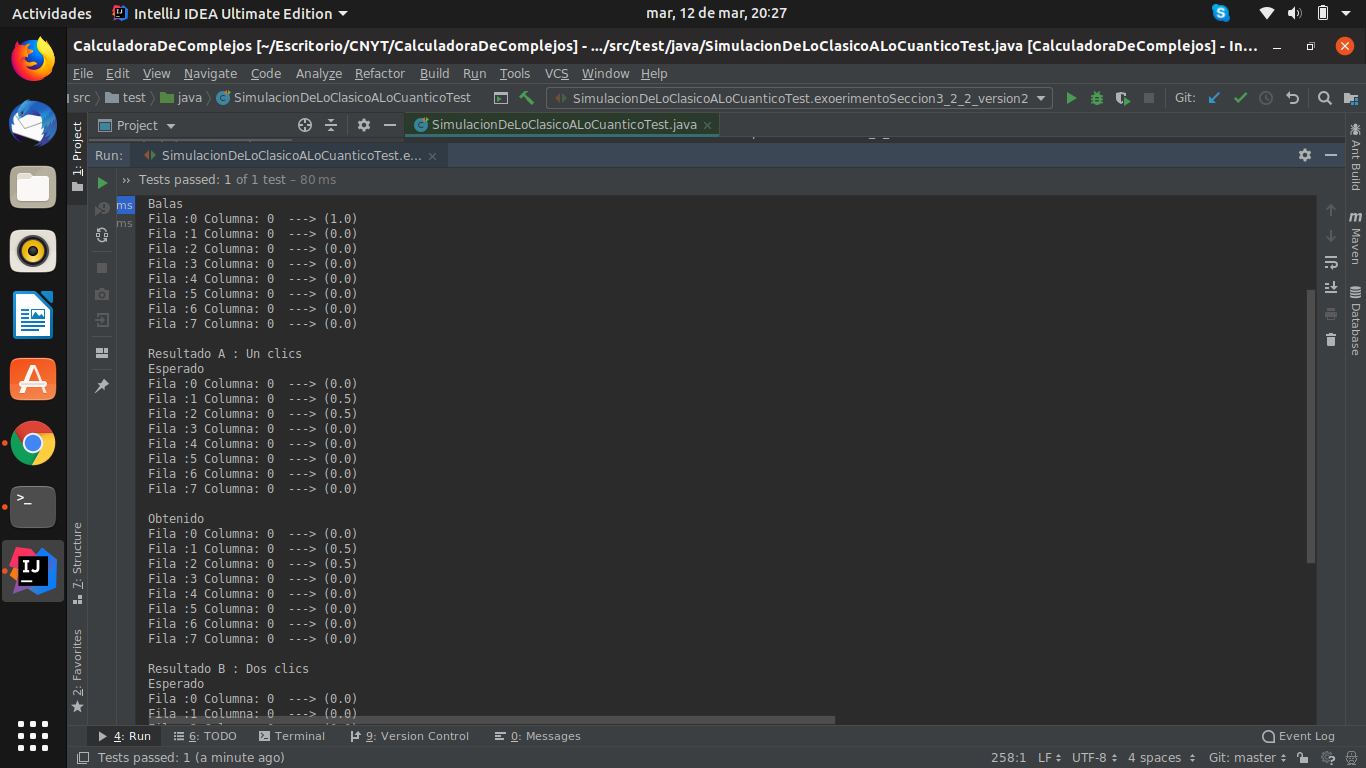 Actividades IntelliJ IDEA Ultimate Edition mar, 12 de mar, 20:27
CalculadoraDeComplejos [~/Escritorio/CNYT/CalculadoraDeComplejos] - .../src/test/java/SimulacionDeLoClasicoALoCuanticoTest.java [CalculadoraDeComplejos] - In...
File Edit View Navigate Code Analyze Refactor Build Run Tools VCS Window Help
src test java SimulacionDeLoClasicoALoCuanticoTest SimulacionDeLoClasicoALoCuanticoTest.exoerimentoSeccion3_2_2_version2 Git:
Project SimulacionDeLoClasicoALoCuanticoTest.java
Run: SimulacionDeLoClasicoALoCuanticoTest.e...
›› Tests passed: 1 of 1 test – 80 ms
ms
ms
Balas
Fila :0 Columna: 0 ---> (1.0)
Fila :1 Columna: 0 ---> (0.0)
Fila :2 Columna: 0 ---> (0.0)
Fila :3 Columna: 0 ---> (0.0)
Fila :4 Columna: 0 ---> (0.0)
Fila :5 Columna: 0 ---> (0.0)
Fila :6 Columna: 0 ---> (0.0)
Fila :7 Columna: 0 ---> (0.0)
Resultado A : Un clics
Esperado
Fila :0 Columna: 0 ---> (0.0)
Fila :1 Columna: 0 ---> (0.5)
Fila :2 Columna: 0 ---> (0.5)
Fila :3 Columna: 0 ---> (0.0)
Fila :4 Columna: 0 ---> (0.0)
Fila :5 Columna: 0 ---> (0.0)
Fila :6 Columna: 0 ---> (0.0)
Fila :7 Columna: 0 ---> (0.0)
Obtenido
Fila :0 Columna: 0 ---> (0.0)
Fila :1 Columna: 0 ---> (0.5)
Fila :2 Columna: 0 ---> (0.5)
Fila :3 Columna: 0 ---> (0.0)
Fila :4 Columna: 0 ---> (0.0)
Fila :5 Columna: 0 ---> (0.0)
Fila :6 Columna: 0 ---> (0.0)
Fila :7 Columna: 0 ---> (0.0)
Resultado B : Dos clics
Esperado
Fila :0 Columna: 0 ---> (0.0)
Fila :1 Columna: 0 ---> (0.0)
1: Project
7: Structure
2: Favorites
Ant Build
Maven
Database
4: Run 6: TODO Terminal 9: Version Control 0: Messages Event Log
Tests passed: 1 (a minute ago) 258:1 LF UTF-8 4 spaces Git: master